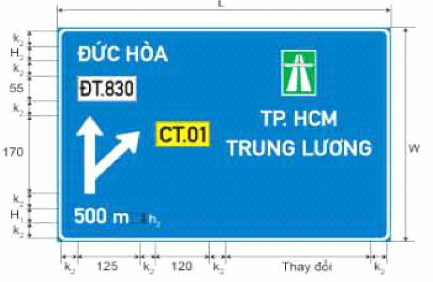 L
k₂
H₁
k₂
55
k₂
170
k₂
H₁
k₂
ĐỨC HÒA
ĐT.830
CT.01
500 m
h₂
TP. HCM
TRUNG LƯƠNG
W
k₂
125
k₂
120
k₂
Thay đổi
k₂